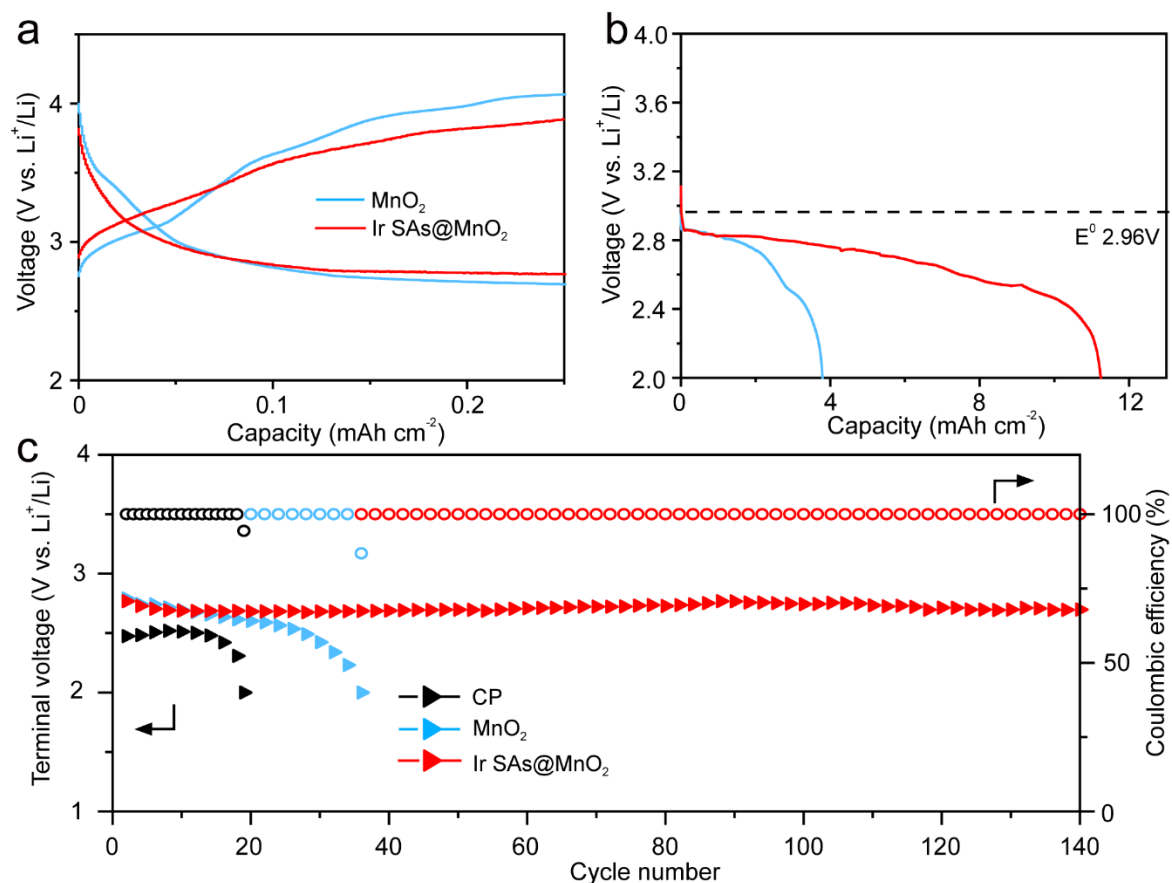 a
Voltage (V vs. Li⁺/Li)
4
3
2
0
0.1
0.2
Capacity (mAh cm⁻²)
MnO₂
Ir SAs@MnO₂
b
Voltage (V vs. Li⁺/Li)
4.0
3.6
3.2
2.8
2.4
2.0
0
4
8
12
Capacity (mAh cm⁻²)
E⁰ 2.96V
c
Terminal voltage (V vs. Li⁺/Li)
4
3
2
1
0
20
40
60
80
100
120
140
Cycle number
CP
MnO₂
Ir SAs@MnO₂
100
50
0
Coulombic efficiency (%)